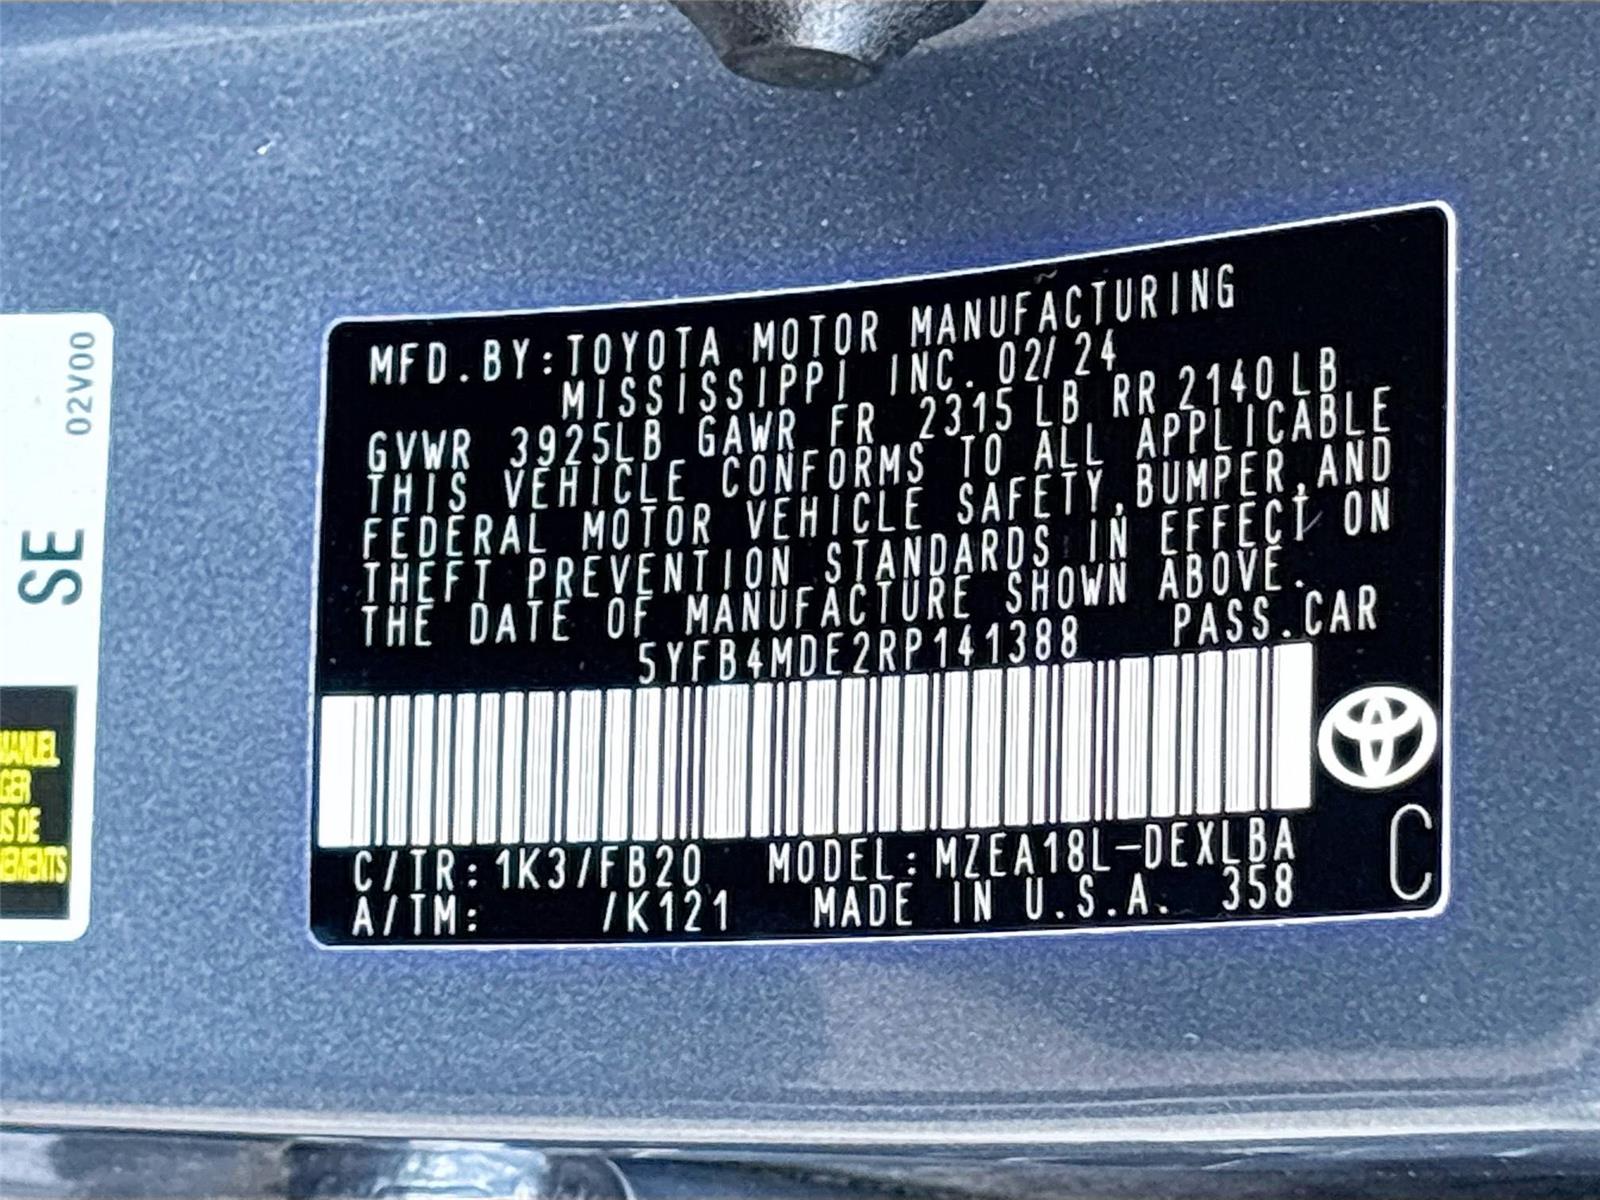 MFD.BY:TOYOTA MOTOR MANUFACTURING
MISSISSIPPI INC. 02/24
GVWR 3925LB GAWR FR 2315LB RR 2140LB
THIS VEHICLE CONFORMS TO ALL APPLICABLE
FEDERAL MOTOR VEHICLE SAFETY,BUMPER,AND
THEFT PREVENTION STANDARDS IN EFFECT ON
THE DATE OF MANUFACTURE SHOWN ABOVE.
5YFB4MDE2RP141388 PASS.CAR
C/TR:1K3/FB20 MODEL:MZEA18L-DEXLBA
A/TM: /K121 MADE IN U.S.A. 358
C
02V00
SE
MANUEL
DE